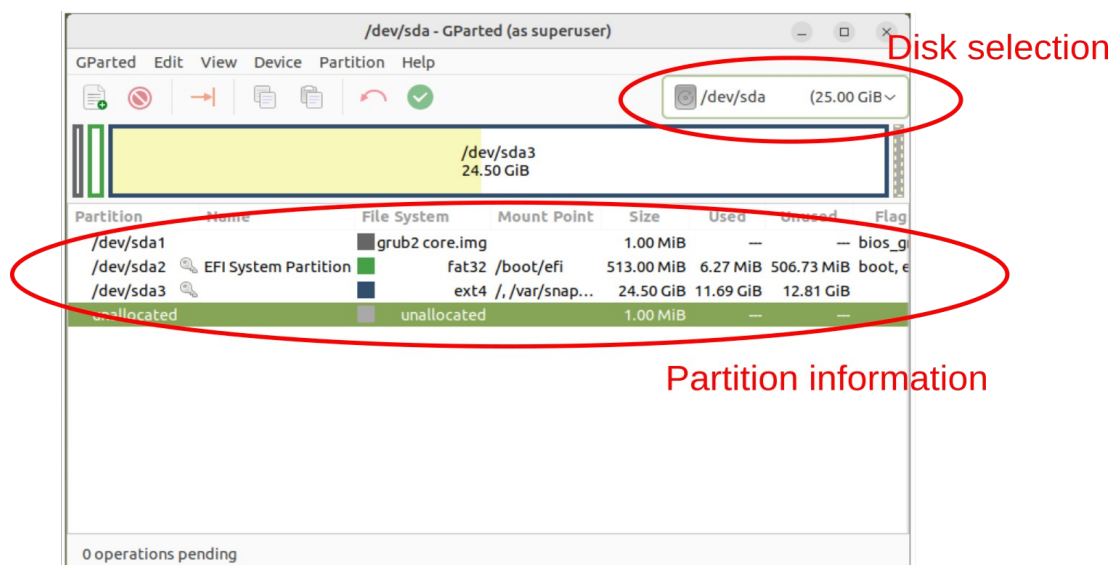 /dev/sda - GParted (as superuser)
Disk selection
GParted Edit View Device Partition Help
/dev/sda (25.00 GiB
/dev/sda3
24.50 GiB
Partition Name File System Mount Point Size Used Unused Flag
/dev/sda1 grub2 core.img 1.00 MiB --- --- bios_g
/dev/sda2 EFI System Partition fat32 /boot/efi 513.00 MiB 6.27 MiB 506.73 MiB boot, e
/dev/sda3 ext4 /, /var/snap... 24.50 GiB 11.69 GiB 12.81 GiB
unallocated unallocated 1.00 MiB --- ---
Partition information
0 operations pending